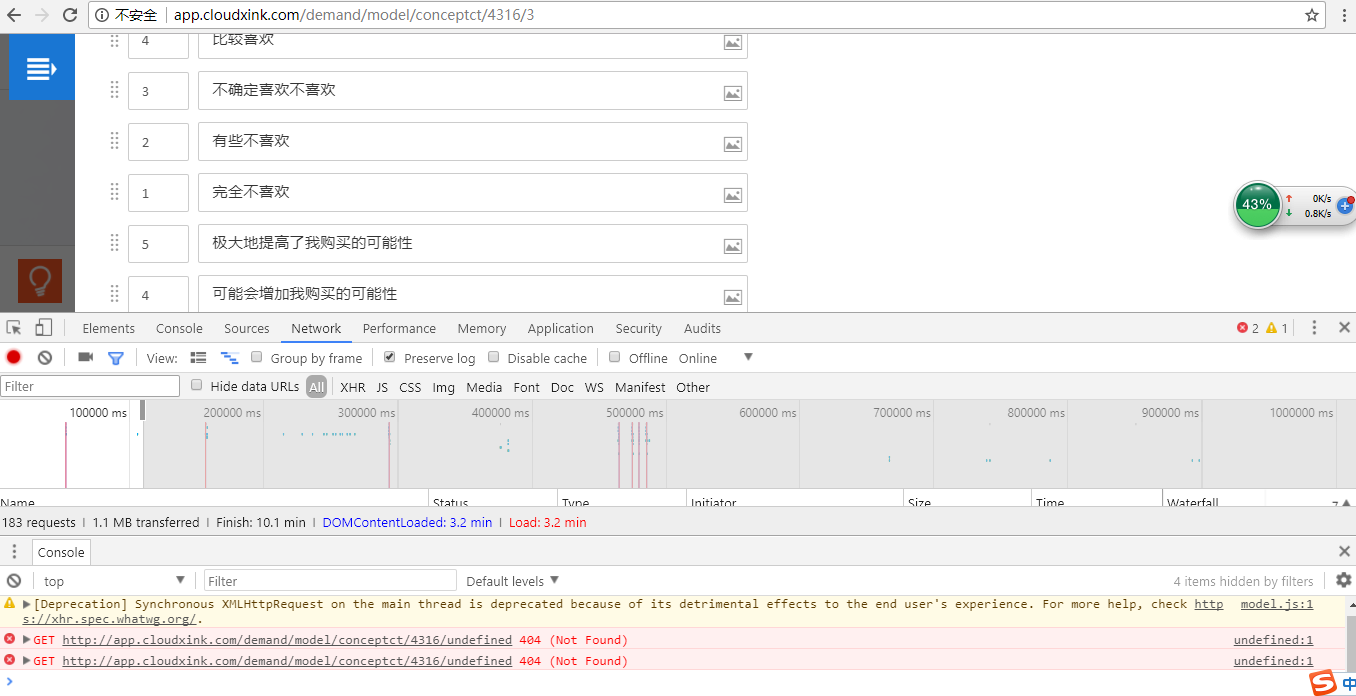 不安全 app.cloudxink.com/demand/model/conceptct/4316/3
4 比较喜欢
3 不确定喜欢不喜欢
2 有些不喜欢
1 完全不喜欢
5 极大地提高了我购买的可能性
4 可能会增加我购买的可能性
43% 0K/s
0.8K/s
Elements Console Sources Network Performance Memory Application Security Audits 2 1
View: Group by frame Preserve log Disable cache Offline Online
Filter Hide data URLs All XHR JS CSS Img Media Font Doc WS Manifest Other
100000 ms 200000 ms 300000 ms 400000 ms 500000 ms 600000 ms 700000 ms 800000 ms 900000 ms 1000000 ms
Name Status Type Initiator Size Time Waterfall
183 requests | 1.1 MB transferred | Finish: 10.1 min | DOMContentLoaded: 3.2 min | Load: 3.2 min
Console
top Filter Default levels 4 items hidden by filters
[Deprecation] Synchronous XMLHttpRequest on the main thread is deprecated because of its detrimental effects to the end user's experience. For more help, check http model.js:1
s://xhr.spec.whatwg.org/.
GET http://app.cloudxink.com/demand/model/conceptct/4316/undefined 404 (Not Found) undefined:1
GET http://app.cloudxink.com/demand/model/conceptct/4316/undefined 404 (Not Found) undefined:1
S 中